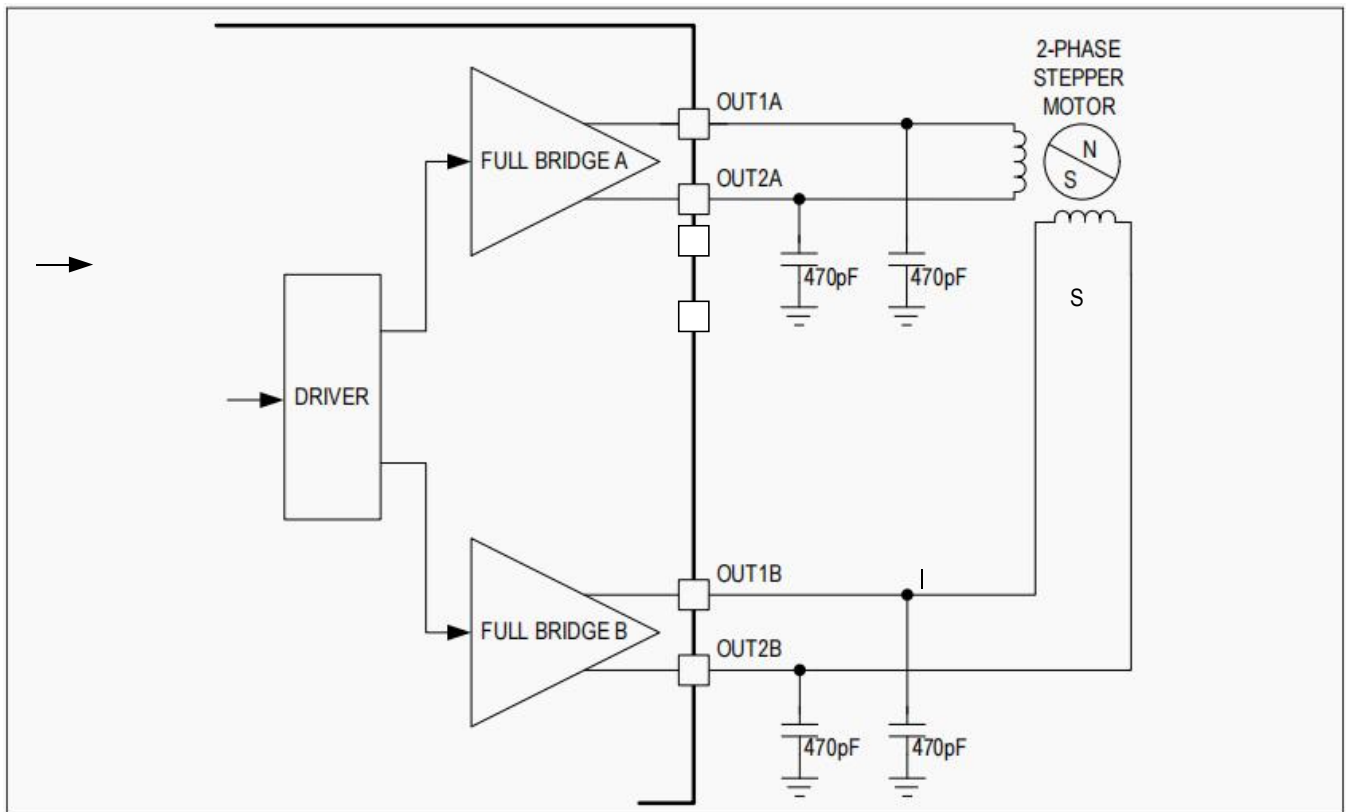 2-PHASE
STEPPER
MOTOR
OUT1A
FULL BRIDGE A
N
S
OUT2A
470pF
470pF
S
DRIVER
OUT1B
FULL BRIDGE B
OUT2B
470pF
470pF